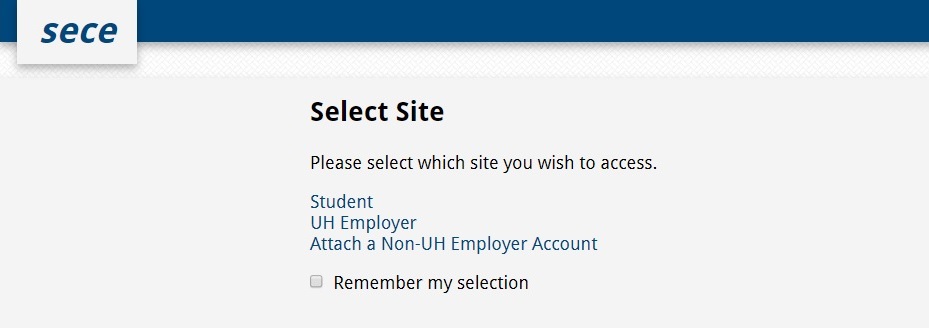 sece
Select Site
Please select which site you wish to access.
Student
UH Employer
Attach a Non-UH Employer Account
Remember my selection